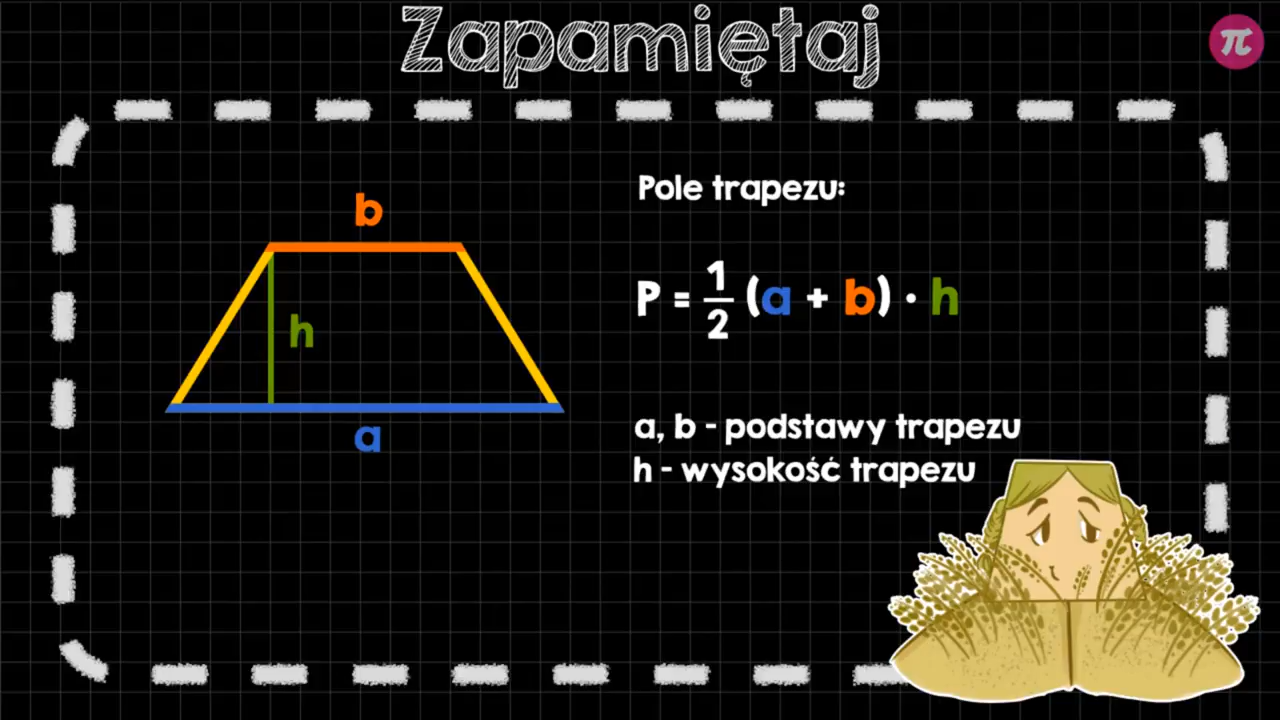 Zapamiętaj
π
b
h
a
Pole trapezu:
P = 1/2 (a + b) · h
a, b - podstawy trapezu
h - wysokość trapezu